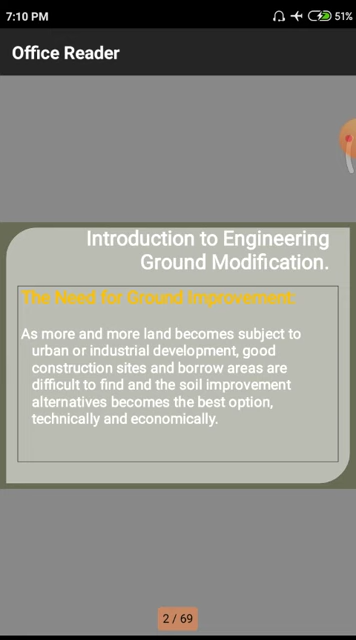 7:10 PM
51%
Office Reader
Introduction to Engineering
Ground Modification.
The Need for Ground Improvement:
As more and more land becomes subject to
urban or industrial development, good
construction sites and borrow areas are
difficult to find and the soil improvement
alternatives becomes the best option,
technically and economically.
2 / 69